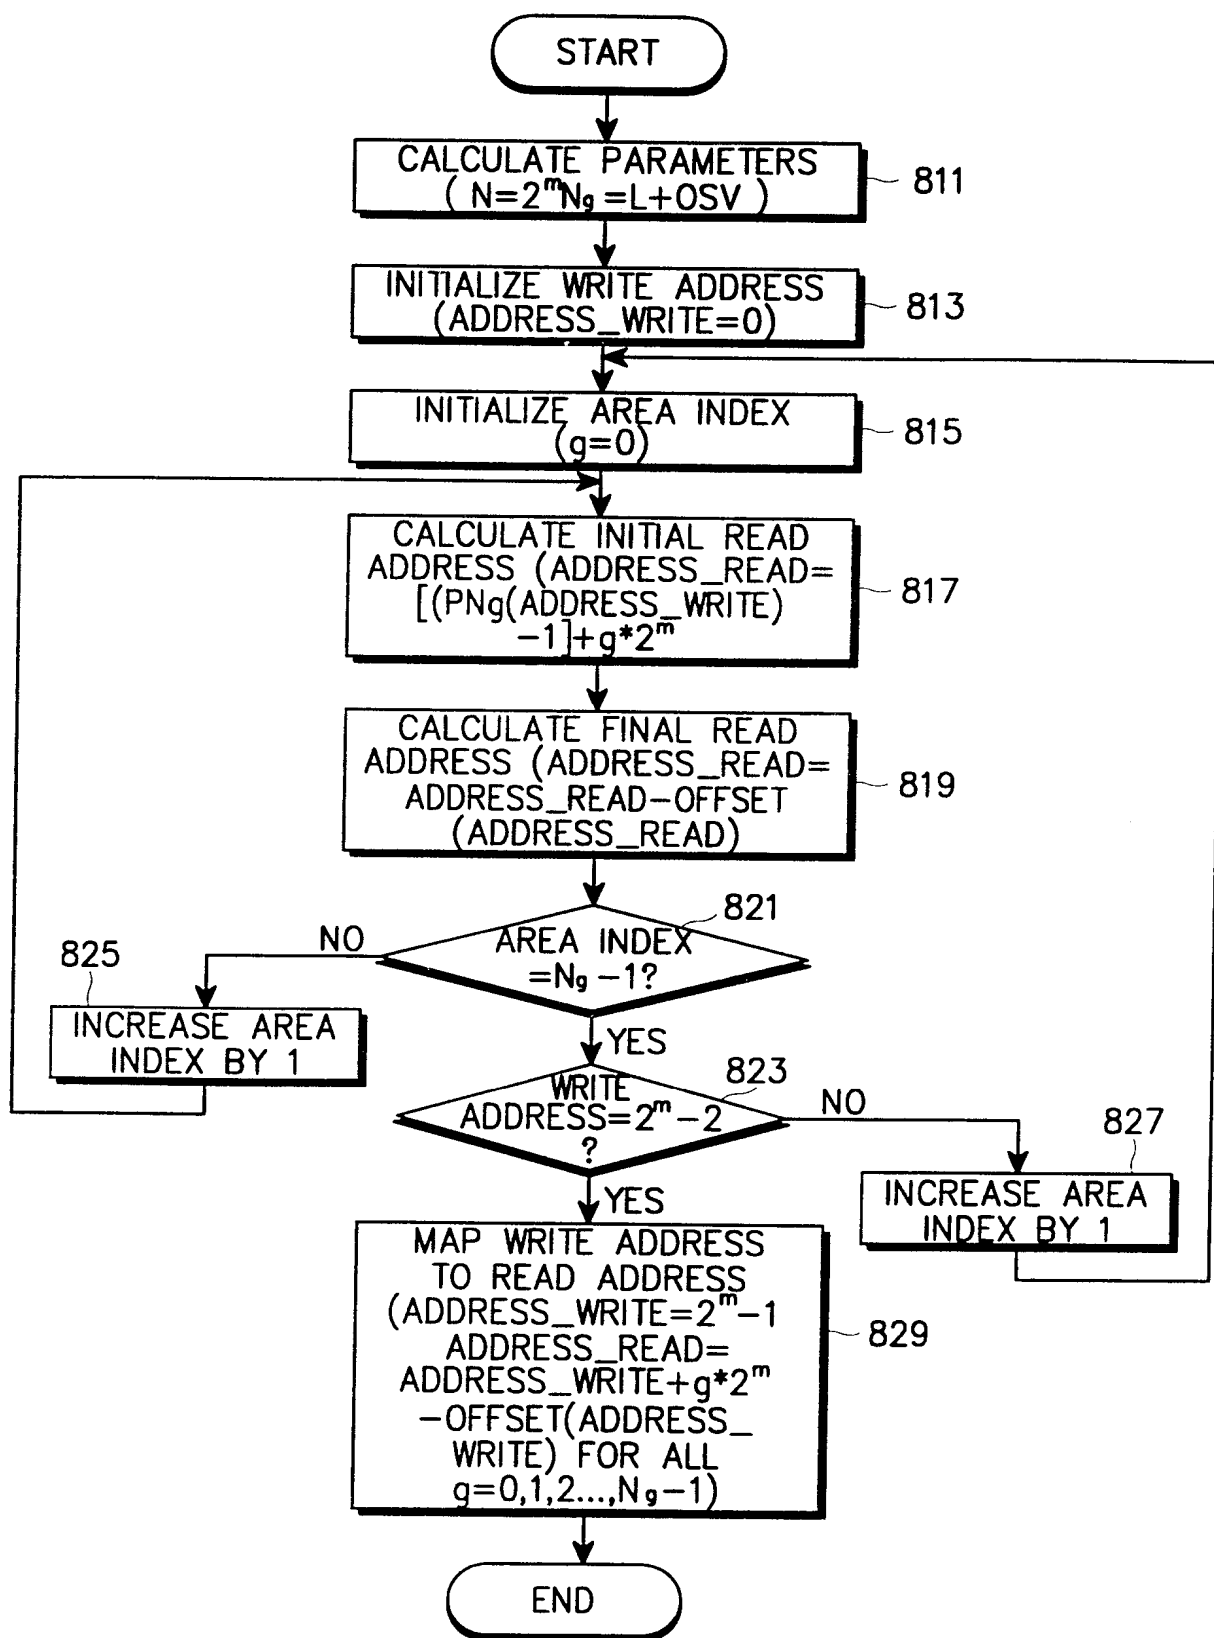 START
CALCULATE PARAMETERS
( N=2^m Ng =L+OSV )
811
INITIALIZE WRITE ADDRESS
(ADDRESS_WRITE=0)
813
INITIALIZE AREA INDEX
(g=0)
815
CALCULATE INITIAL READ
ADDRESS (ADDRESS_READ=
[(PNg(ADDRESS_WRITE)
-1]+g*2^m
817
CALCULATE FINAL READ
ADDRESS (ADDRESS_READ=
ADDRESS_READ-OFFSET
(ADDRESS_READ)
819
821
AREA INDEX
=Ng -1?
NO
825
INCREASE AREA
INDEX BY 1
YES
823
WRITE
ADDRESS=2^m -2
?
NO
827
INCREASE AREA
INDEX BY 1
YES
MAP WRITE ADDRESS
TO READ ADDRESS
(ADDRESS_WRITE=2^m-1
ADDRESS_READ=
ADDRESS_WRITE+g*2^m
-OFFSET(ADDRESS_
WRITE) FOR ALL
g=0,1,2...,Ng-1)
829
END